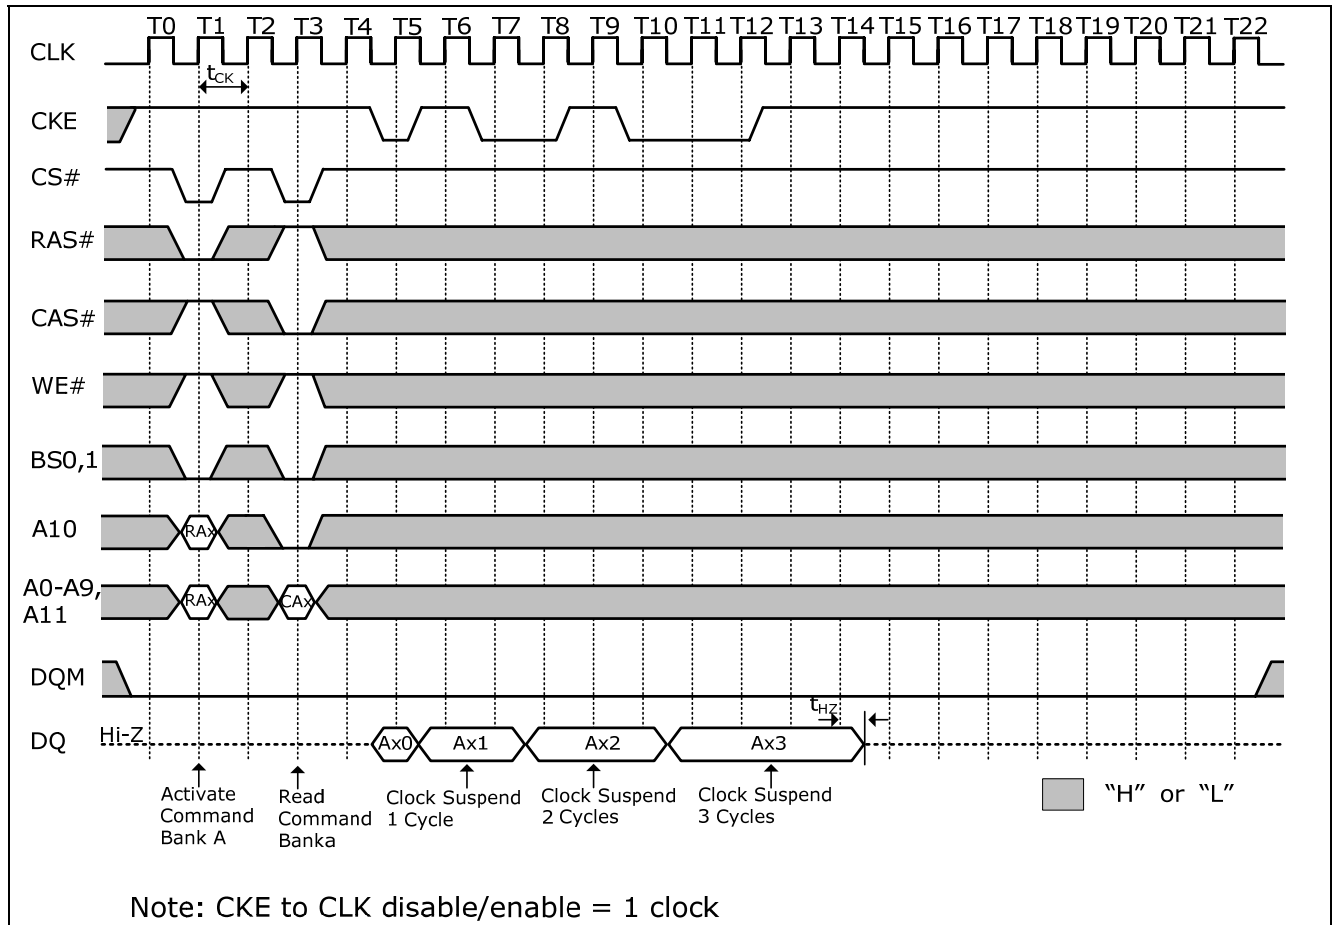 T0 T1 T2 T3 T4 T5 T6 T7 T8 T9 T10 T11 T12 T13 T14 T15 T16 T17 T18 T19 T20 T21 T22
CLK
tCK
CKE
CS#
RAS#
CAS#
WE#
BS0,1
A10
RAx
A0-A9,
A11
RAx
CAx
DQM
tHZ
DQ
Hi-Z
Ax0
Ax1
Ax2
Ax3
Activate
Command
Bank A
Read
Command
Banka
Clock Suspend
1 Cycle
Clock Suspend
2 Cycles
Clock Suspend
3 Cycles
“H” or “L”
Note: CKE to CLK disable/enable = 1 clock